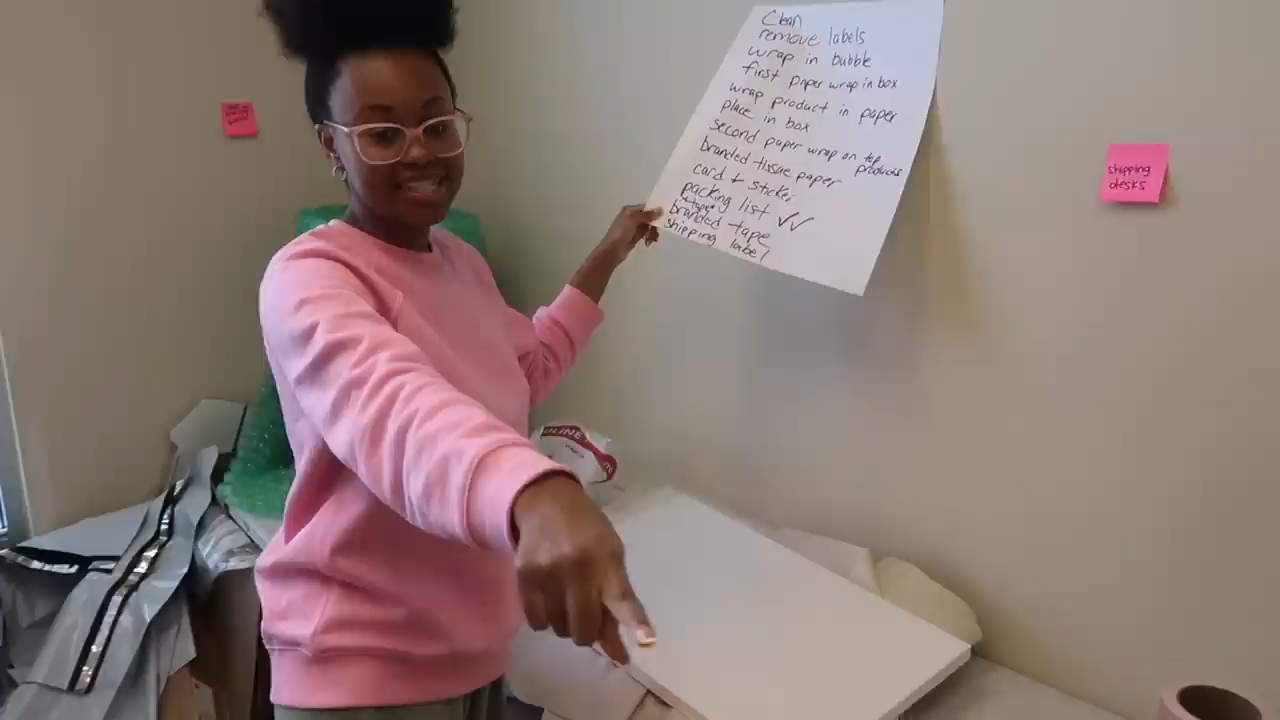 Clean
remove labels
wrap in bubble
first paper wrap in box
wrap product in paper
place in box
second paper wrap on top products
branded tissue paper
card + sticker
packing list ✓✓
branded tape
shipping label
shipping
desks
ULINE